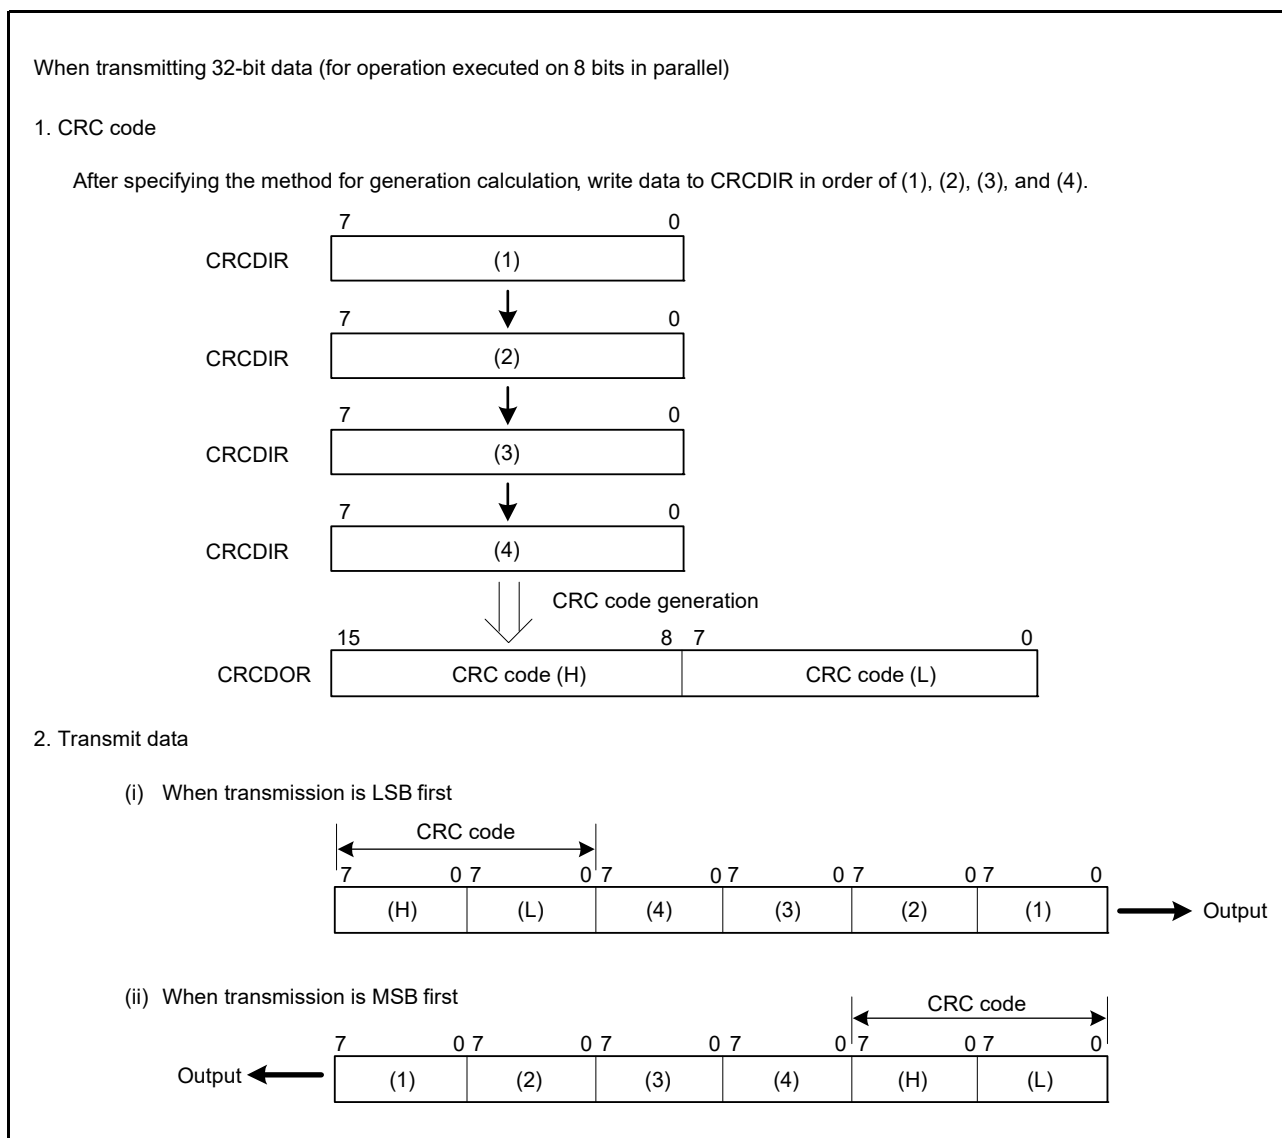 When transmitting 32-bit data (for operation executed on 8 bits in parallel)
1. CRC code
After specifying the method for generation calculation, write data to CRCDIR in order of (1), (2), (3), and (4).
7 0
CRCDIR (1)
7 0
CRCDIR (2)
7 0
CRCDIR (3)
7 0
CRCDIR (4)
CRC code generation
15 8 7 0
CRCDOR CRC code (H) CRC code (L)
2. Transmit data
(i) When transmission is LSB first
CRC code
7 0 7 0 7 0 7 0 7 0 7 0
(H) (L) (4) (3) (2) (1) Output
(ii) When transmission is MSB first
CRC code
7 0 7 0 7 0 7 0 7 0 7 0
Output (1) (2) (3) (4) (H) (L)